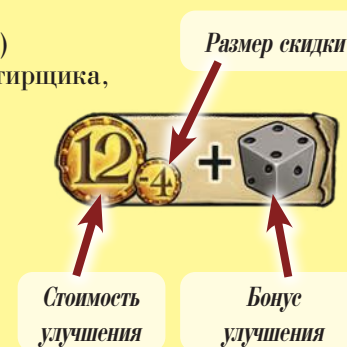 )
Размер скидки
тирщика,
12 -4 +
Стоимость
улучшения
Бонус
улучшения